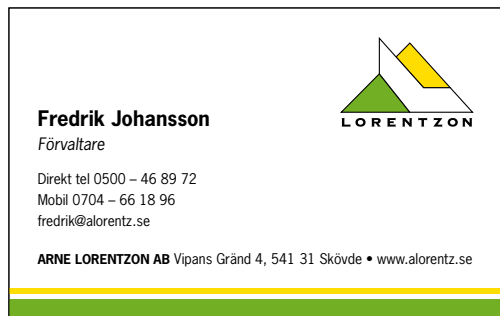 LORENTZON
Fredrik Johansson
Förvaltare
Direkt tel 0500 – 46 89 72
Mobil 0704 – 66 18 96
fredrik@alorentz.se
ARNE LORENTZON AB Vipans Gränd 4, 541 31 Skövde • www.alorentz.se